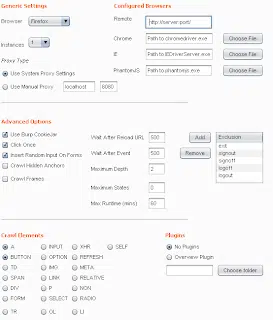 Generic Settings
Configured Browsers
Browser Firefox
Remote http://server:port/
Chrome Path to chromedriver.exe Choose File
Instances 1
IE Path to IEDriverServer.exe Choose File
Proxy Type
PhantomJS Path to phantomjs.exe Choose File
Use System Proxy Settings
Use Manual Proxy localhost 8080
Advanced Options
Use Burp CookieJar
Wait After Reload URL 500 Add Exclusion
Click Once
exit
Insert Random Input On Forms
Wait After Event 500 Remove signout
signoff
Crawl Hidden Anchors
Maximum Depth 2 logoff
logout
Crawl Frames
Maximum States 0
Max Runtime (mins) 60
Crawl Elements
Plugins
A INPUT XHR SELF
No Plugins
BUTTON OPTION REFRESH
Overview Plugin
TD IMG META
SPAN LINK RELATIVE
Choose folder
DIV P NON
FORM SELECT RADIO
TR OL LI